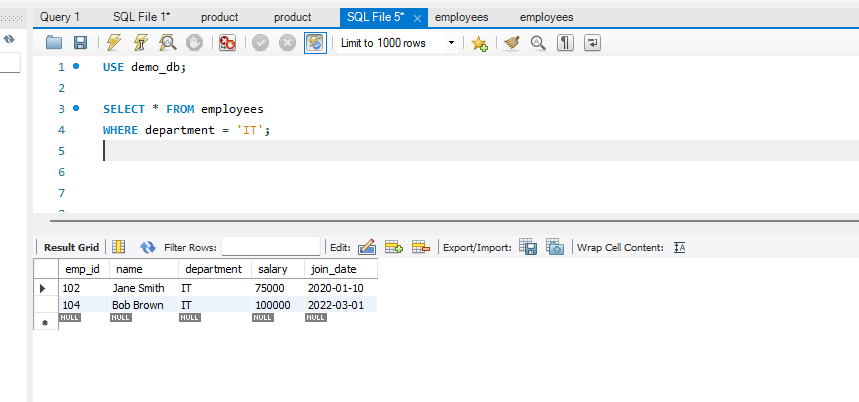 Query 1 SQL File 1* product product SQL File 5* × employees employees
Limit to 1000 rows
1 USE demo_db;
2
3 SELECT * FROM employees
4 WHERE department = 'IT';
5
6
7
Result Grid Filter Rows: Edit: Export/Import: Wrap Cell Content:
emp_id name department salary join_date
102 Jane Smith IT 75000 2020-01-10
104 Bob Brown IT 100000 2022-03-01
NULL NULL NULL NULL NULL